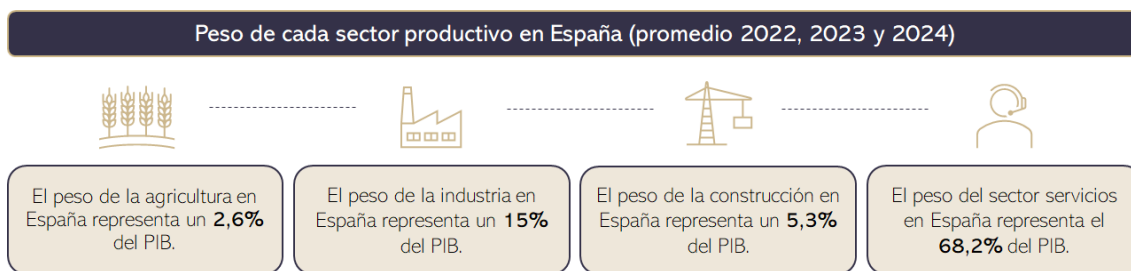 Peso de cada sector productivo en España (promedio 2022, 2023 y 2024)
El peso de la agricultura en
España representa un 2,6%
del PIB.
El peso de la industria en
España representa un 15%
del PIB.
El peso de la construcción en
España representa un 5,3%
del PIB.
El peso del sector servicios
en España representa el
68,2% del PIB.